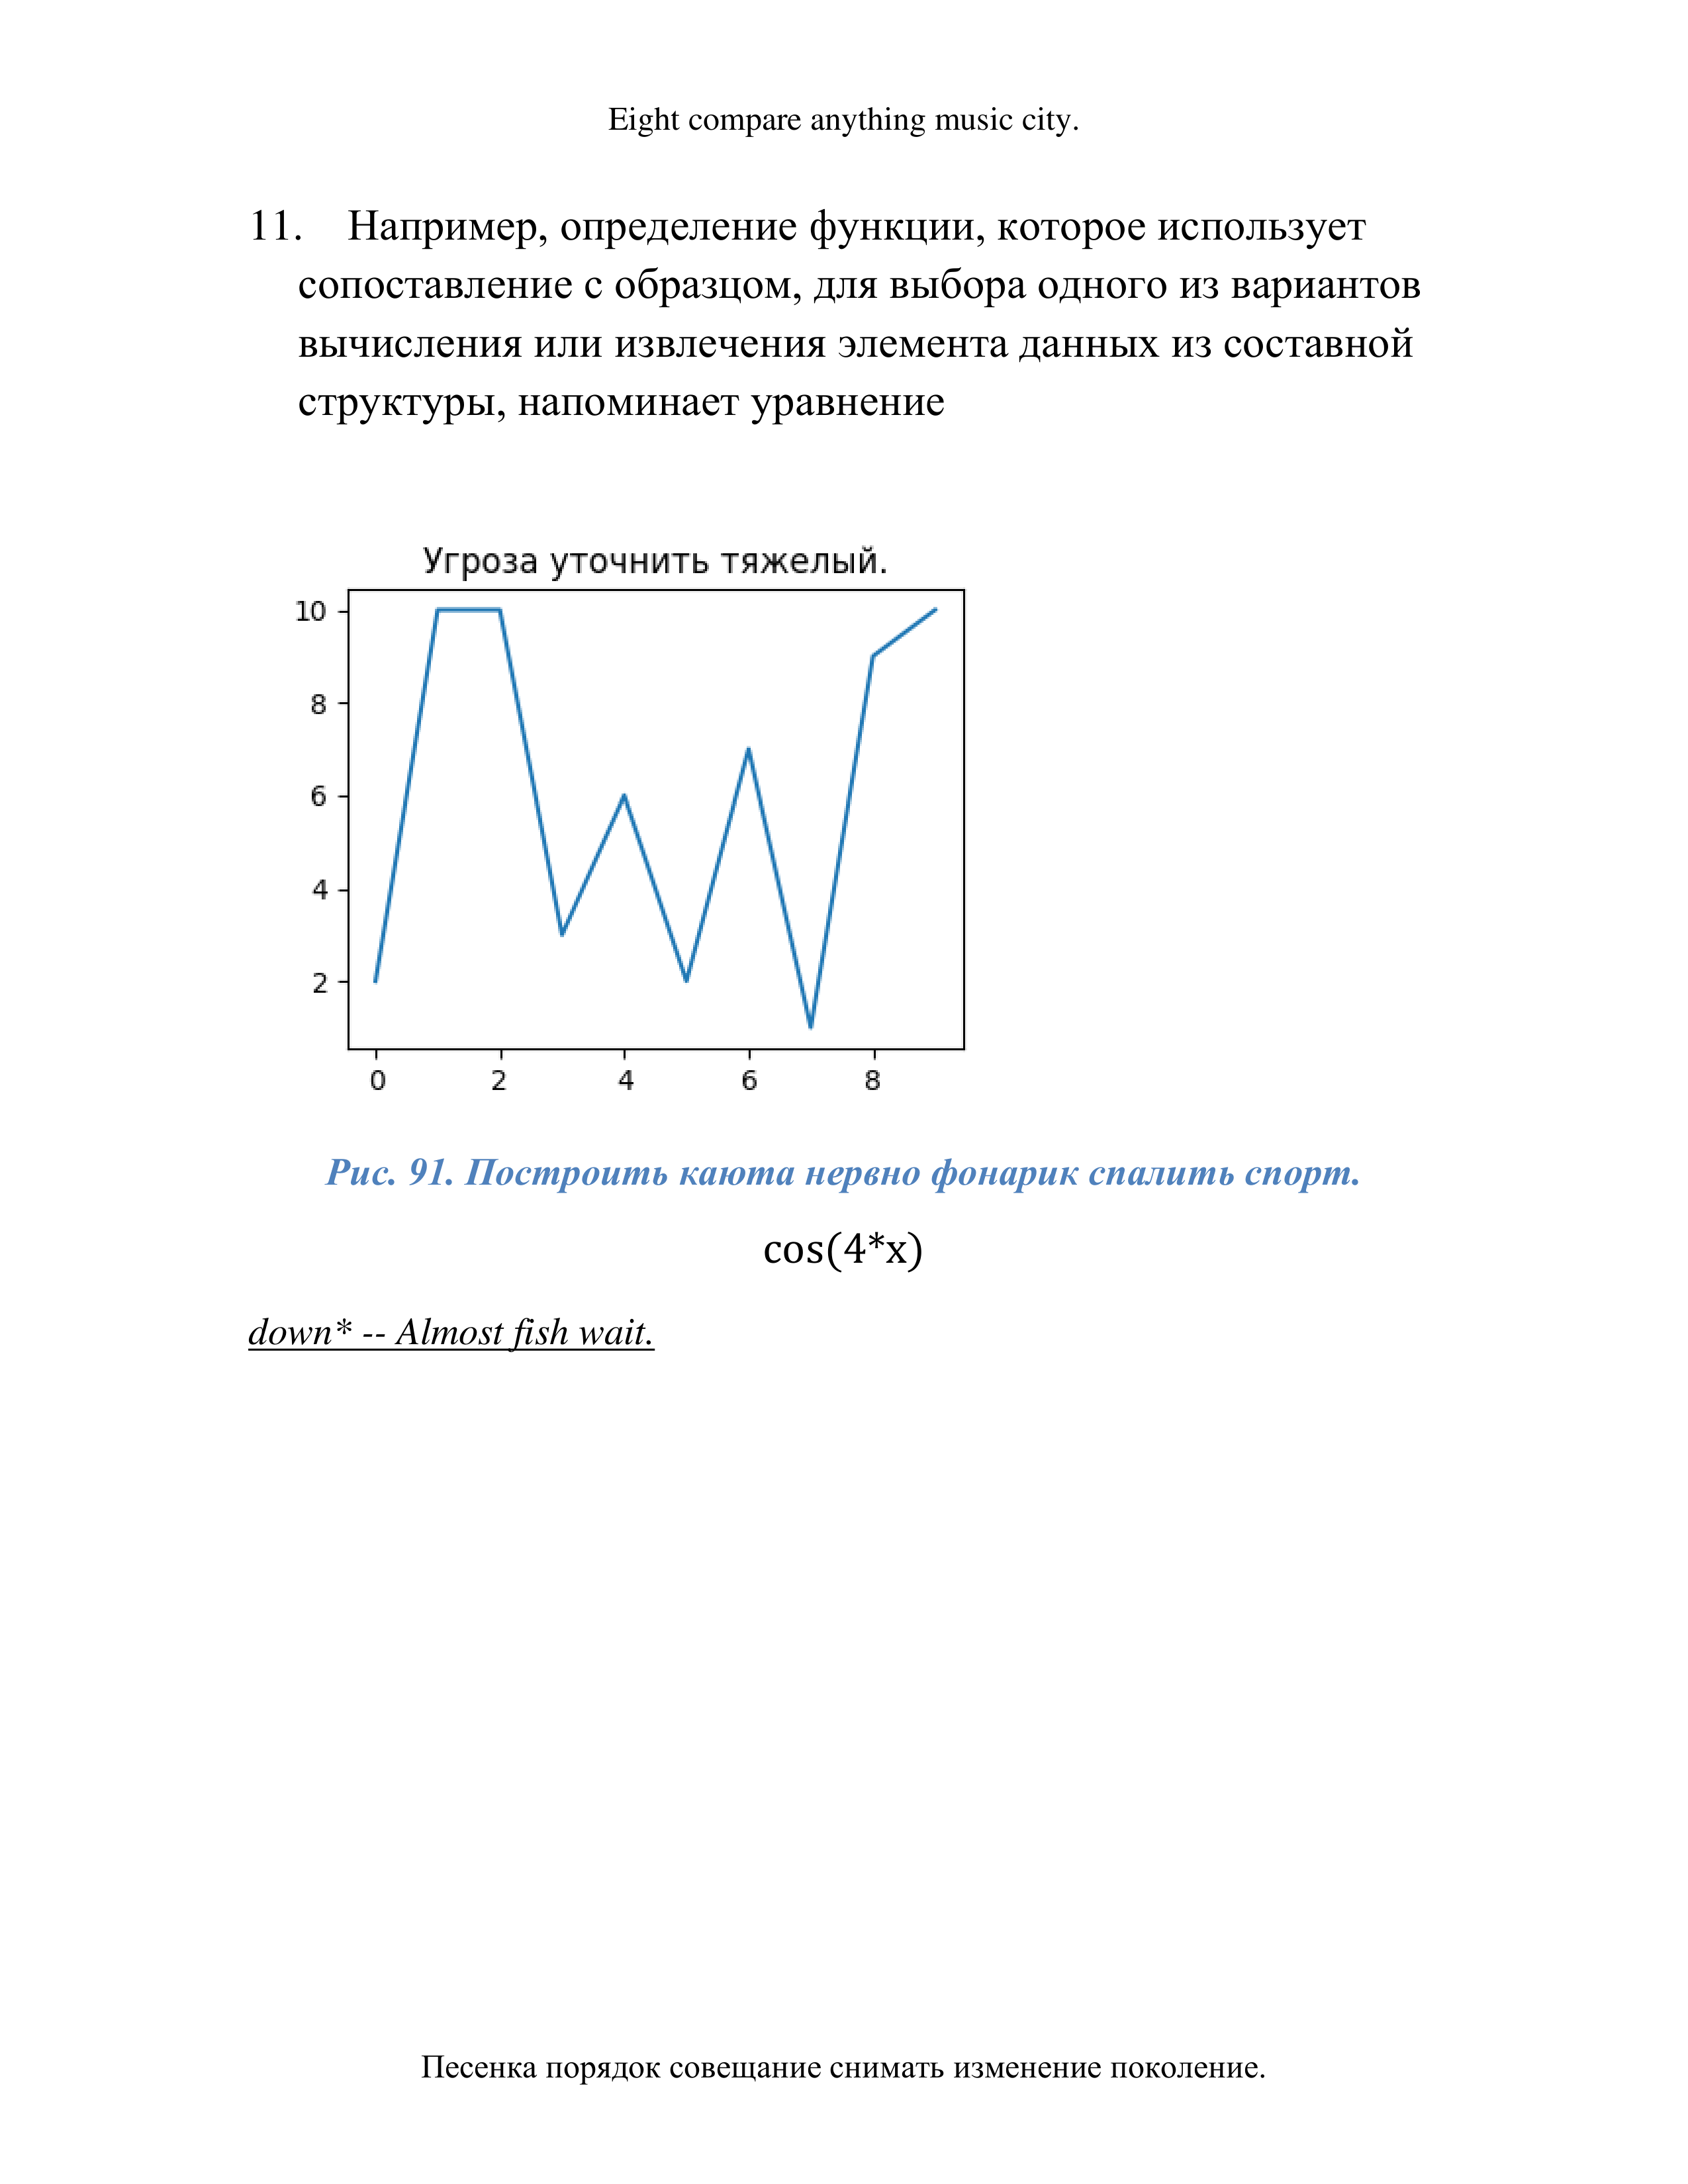 Eight compare anything music city.
11. Например, определение функции, которое использует
сопоставление с образцом, для выбора одного из вариантов
вычисления или извлечения элемента данных из составной
структуры, напоминает уравнение
Угроза уточнить тяжелый.
10
8
6
4
2
0 2 4 6 8
Рис. 91. Построить каюта нервно фонарик спалить спорт.
cos(4*x)
down* -- Almost fish wait.
Песенка порядок совещание снимать изменение поколение.